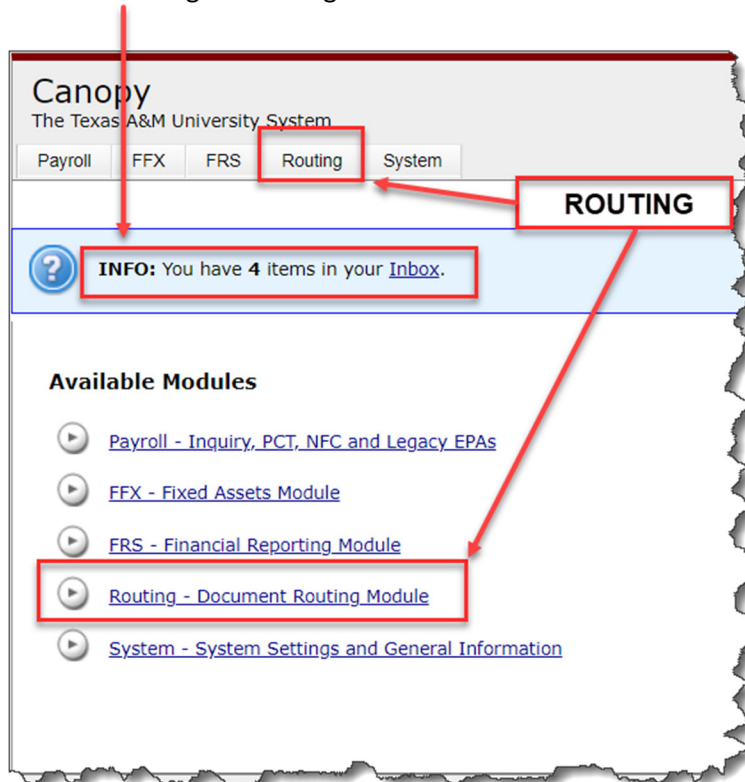 Canopy
The Texas A&M University System
Payroll FFX FRS Routing System
ROUTING
INFO: You have 4 items in your Inbox.
Available Modules
Payroll - Inquiry, PCT, NFC and Legacy EPAs
FFX - Fixed Assets Module
FRS - Financial Reporting Module
Routing - Document Routing Module
System - System Settings and General Information